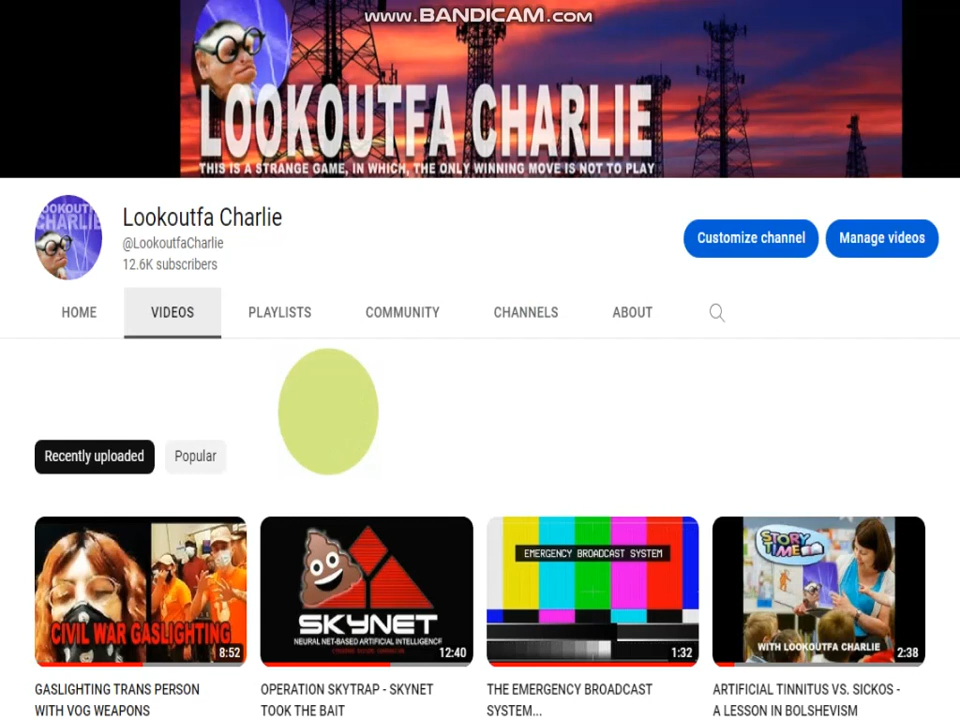 www.BANDICAM.com
LOOKOUTFA CHARLIE
THIS IS A STRANGE GAME, IN WHICH, THE ONLY WINNING MOVE IS NOT TO PLAY
LOOKOUTFA
CHARLIE
Lookoutfa Charlie
@LookoutfaCharlie
12.6K subscribers
Customize channel
Manage videos
HOME
VIDEOS
PLAYLISTS
COMMUNITY
CHANNELS
ABOUT
Recently uploaded
Popular
CIVIL WAR GASLIGHTING
8:52
SKYNET
NEURAL NET-BASED ARTIFICIAL INTELLIGENCE
12:40
EMERGENCY BROADCAST SYSTEM
1:32
STORY
TIME
WITH LOOKOUTFA CHARLIE
2:38
GASLIGHTING TRANS PERSON
WITH VOG WEAPONS
OPERATION SKYTRAP - SKYNET
TOOK THE BAIT
THE EMERGENCY BROADCAST
SYSTEM...
ARTIFICIAL TINNITUS VS. SICKOS -
A LESSON IN BOLSHEVISM